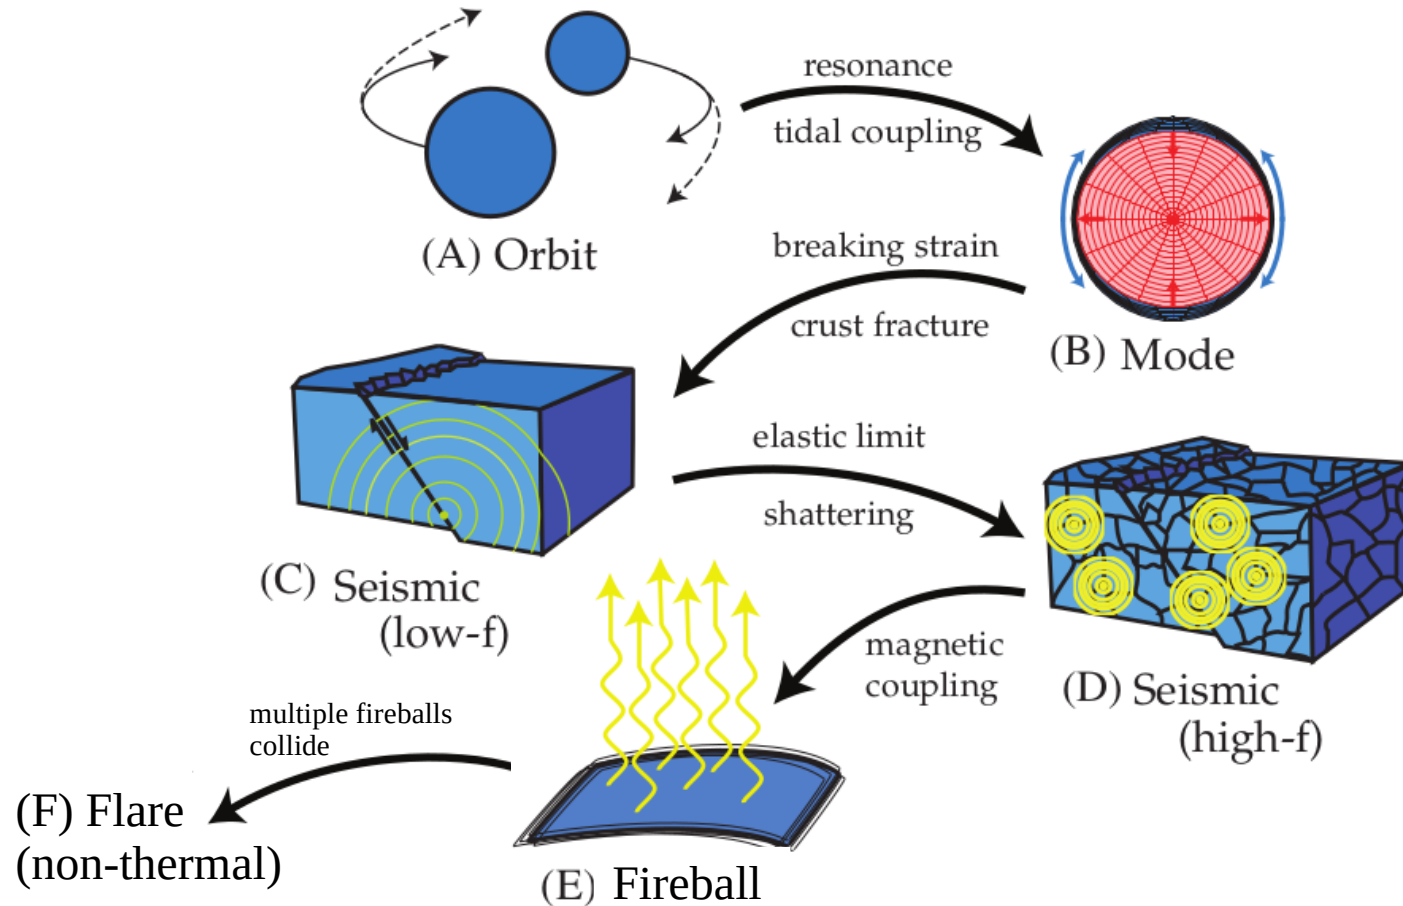 resonance
tidal coupling
(A) Orbit
breaking strain
crust fracture
(B) Mode
elastic limit
shattering
(C) Seismic
(low-f)
magnetic
coupling
(D) Seismic
(high-f)
multiple fireballs
collide
(F) Flare
(non-thermal)
(E) Fireball